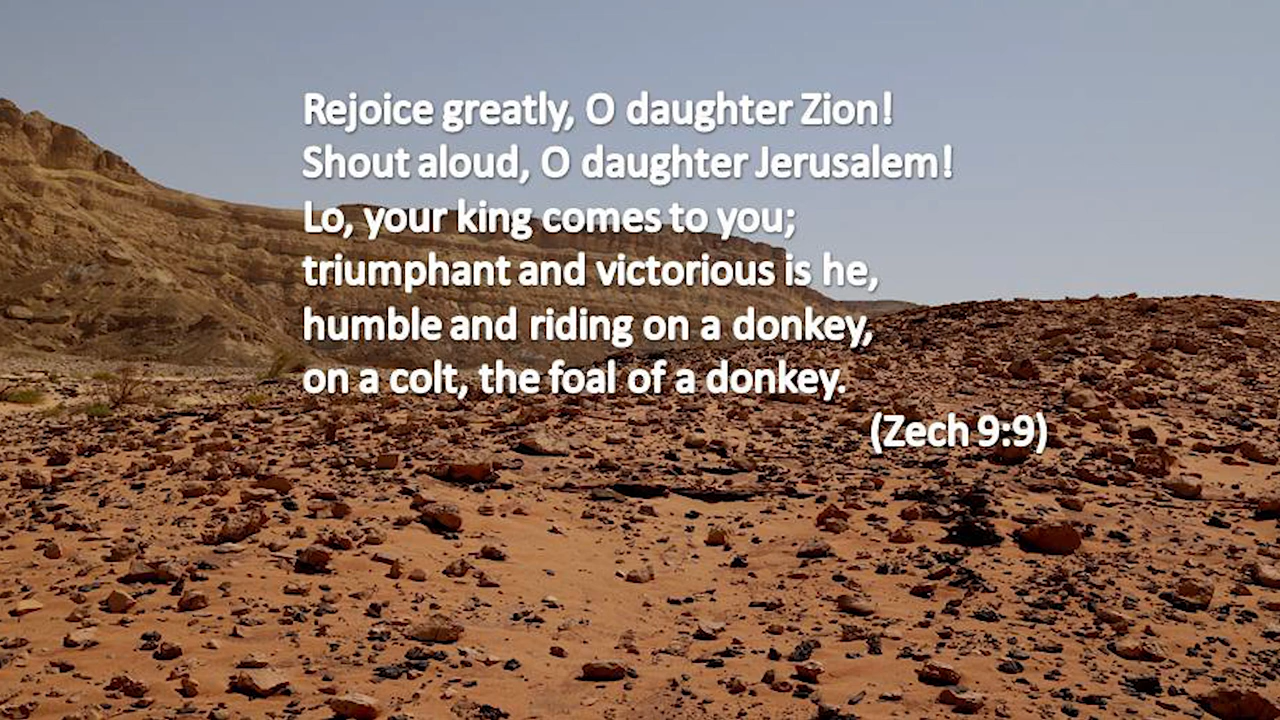 Rejoice greatly, O daughter Zion!
Shout aloud, O daughter Jerusalem!
Lo, your king comes to you;
triumphant and victorious is he,
humble and riding on a donkey,
on a colt, the foal of a donkey.
(Zech 9:9)